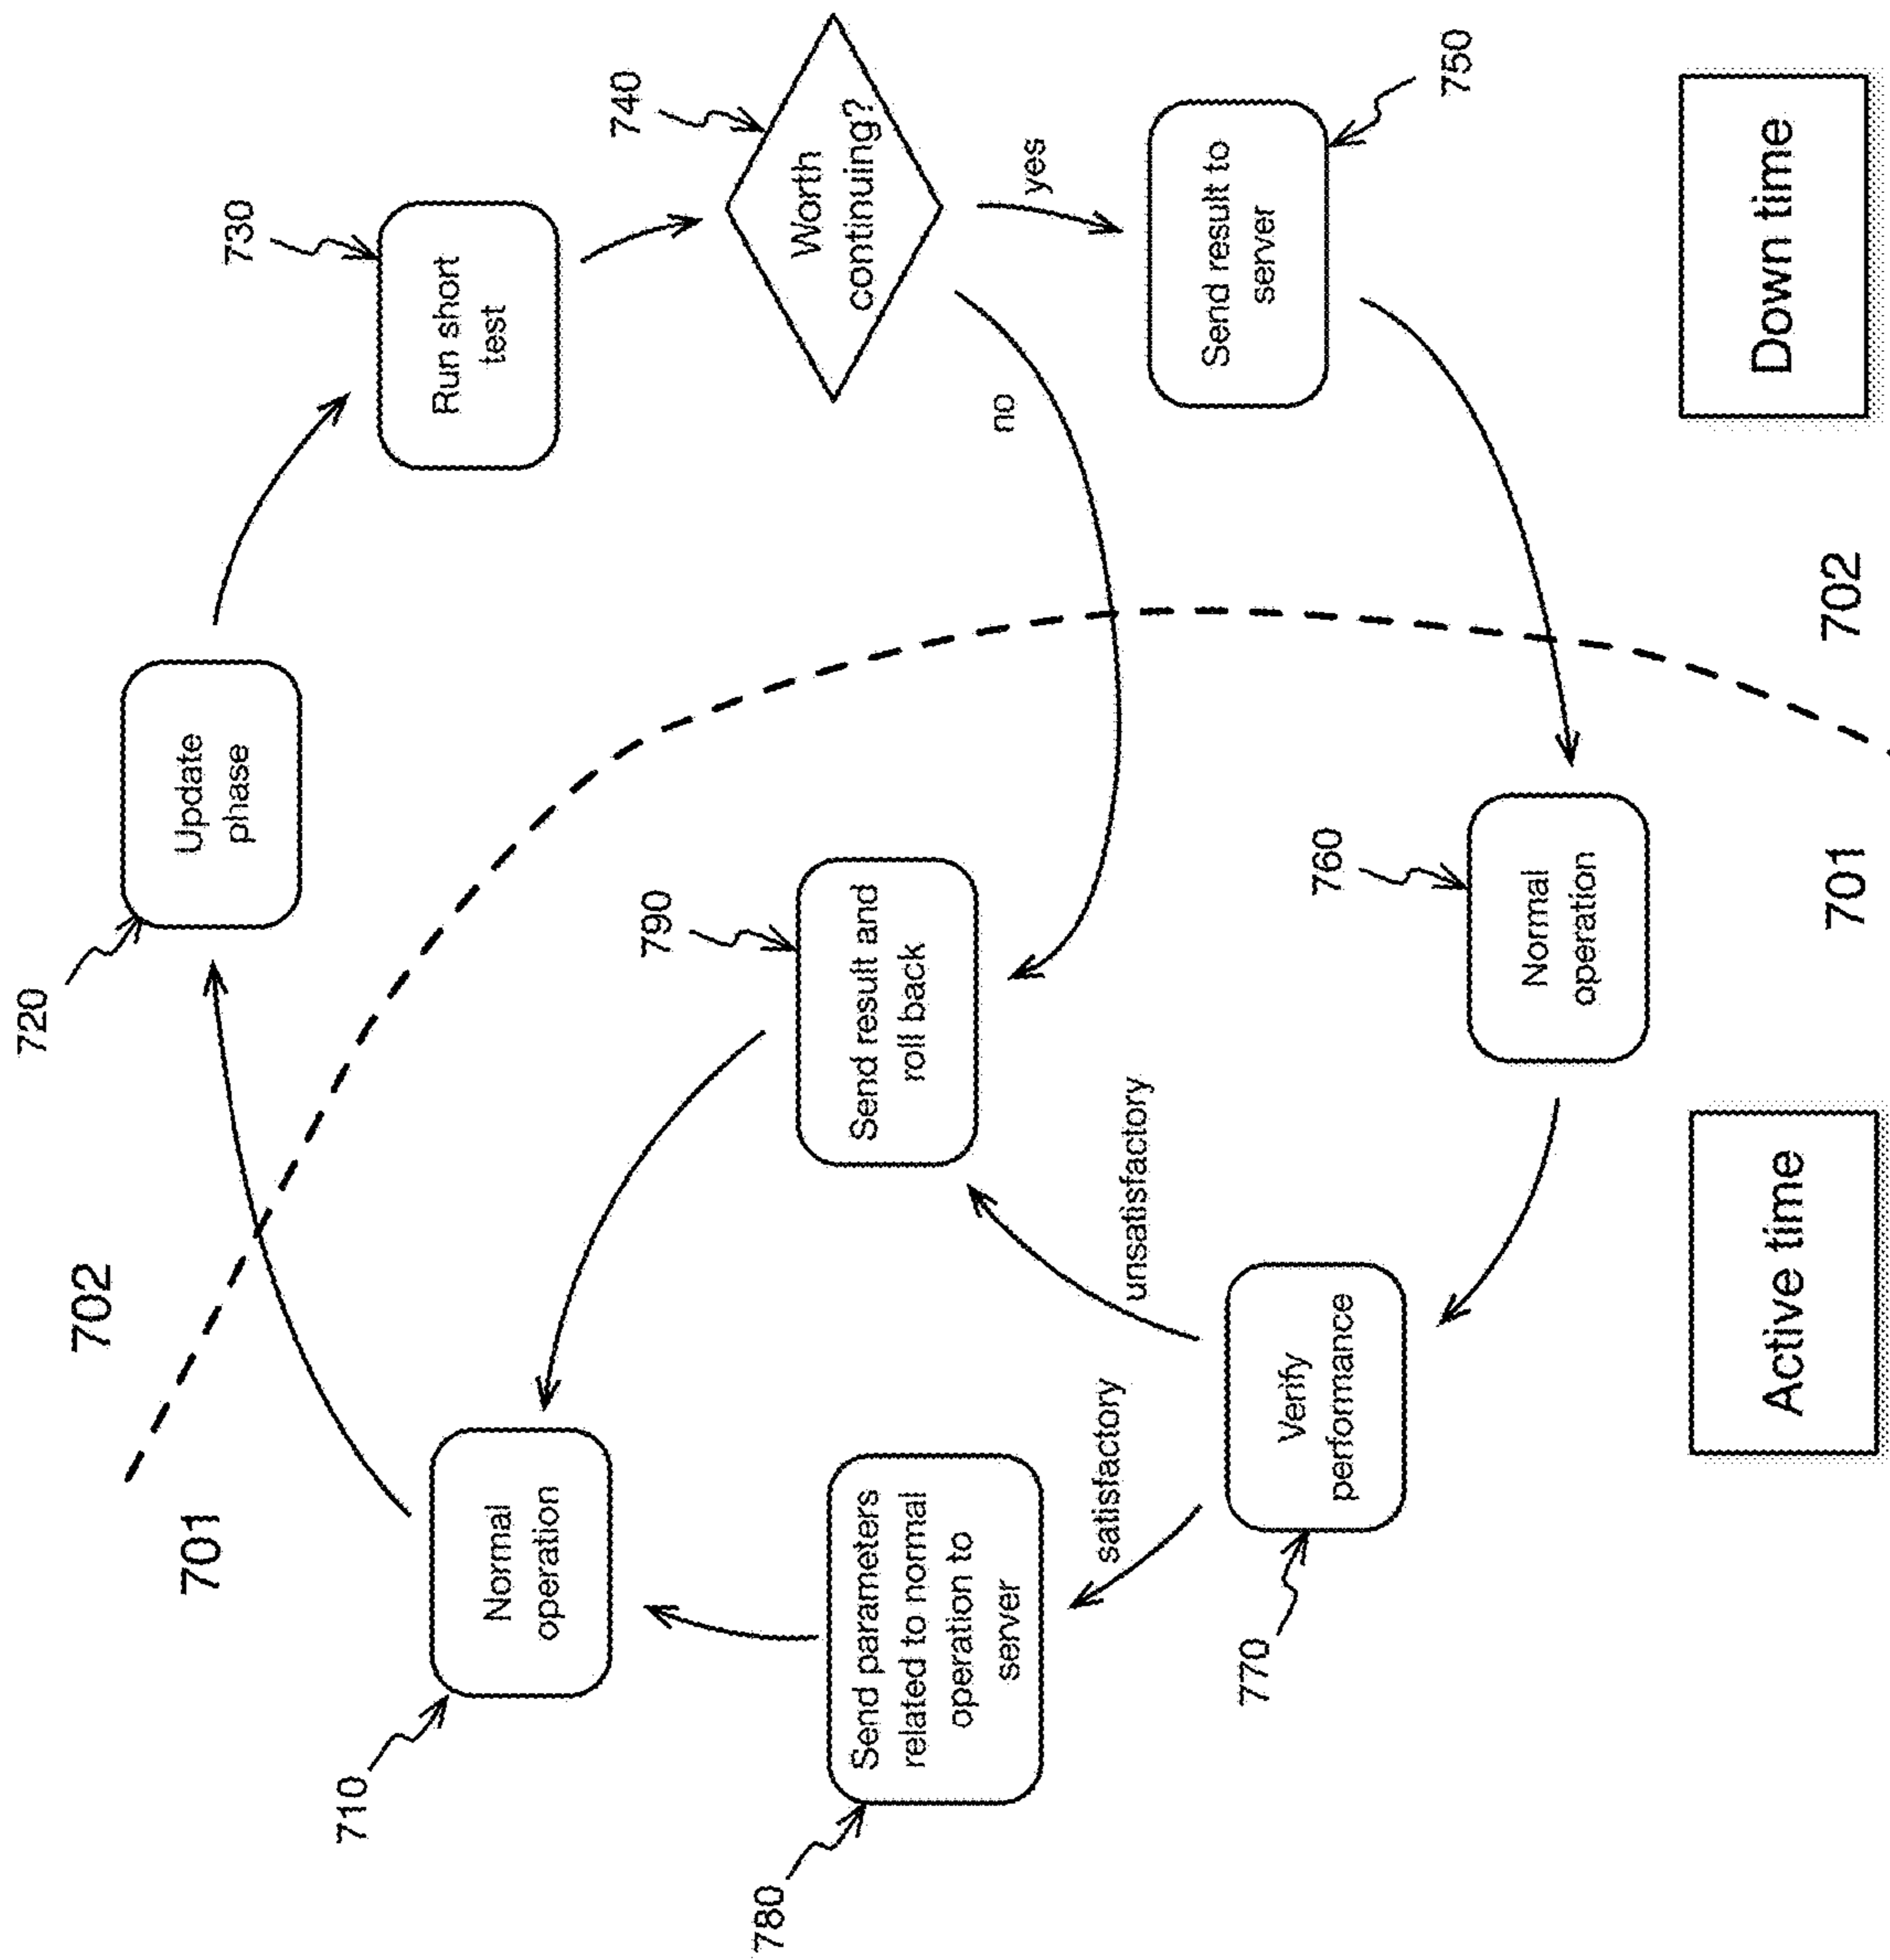 702
701
720
Update
phase
730
Run short
test
710
Normal
operation
740
Worth
continuing?
790
Send result and
roll back
no
yes
780
Send parameters
related to normal
operation to
server
satisfactory
unsatisfactory
750
Send result to
server
770
Verify
performance
760
Normal
operation
Active time
Down time
701
702